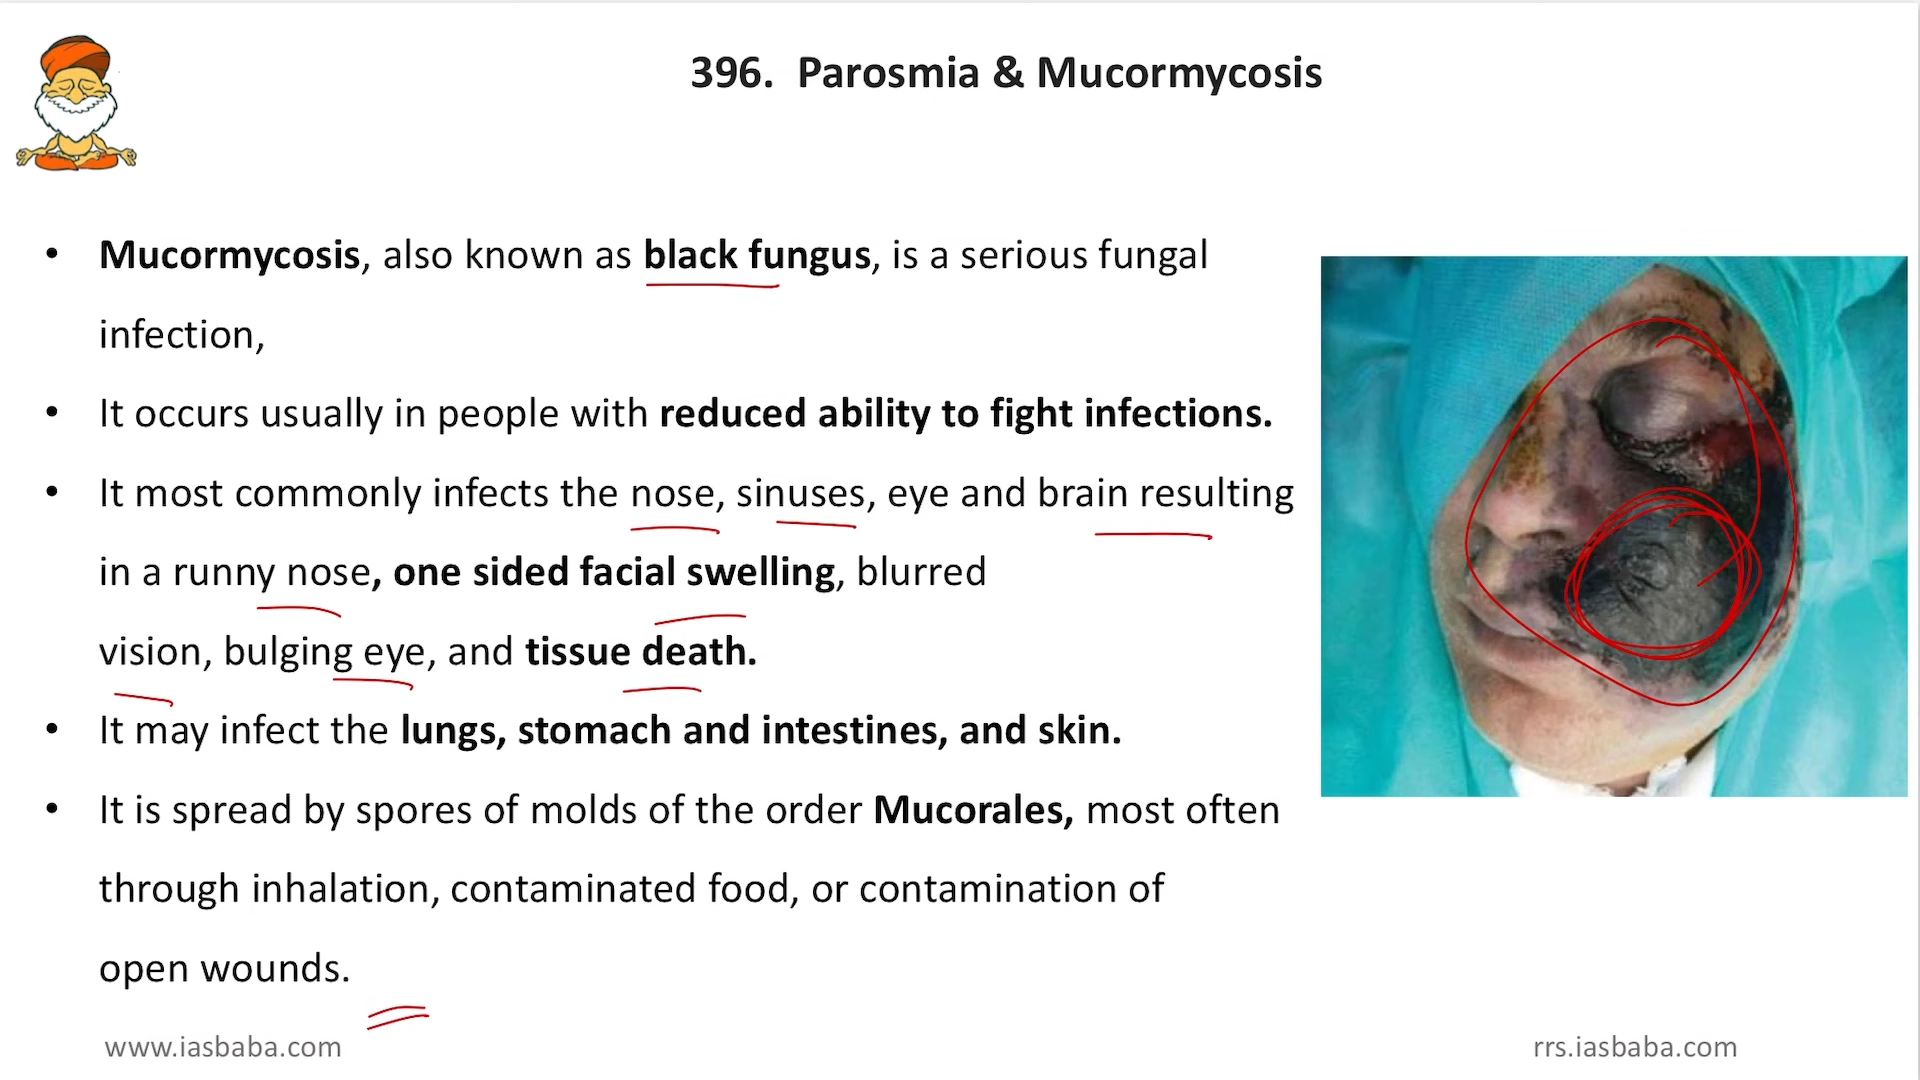 396. Parosmia & Mucormycosis
• Mucormycosis, also known as black fungus, is a serious fungal
infection,
• It occurs usually in people with reduced ability to fight infections.
• It most commonly infects the nose, sinuses, eye and brain resulting
in a runny nose, one sided facial swelling, blurred
vision, bulging eye, and tissue death.
• It may infect the lungs, stomach and intestines, and skin.
• It is spread by spores of molds of the order Mucorales, most often
through inhalation, contaminated food, or contamination of
open wounds.
www.iasbaba.com
rrs.iasbaba.com